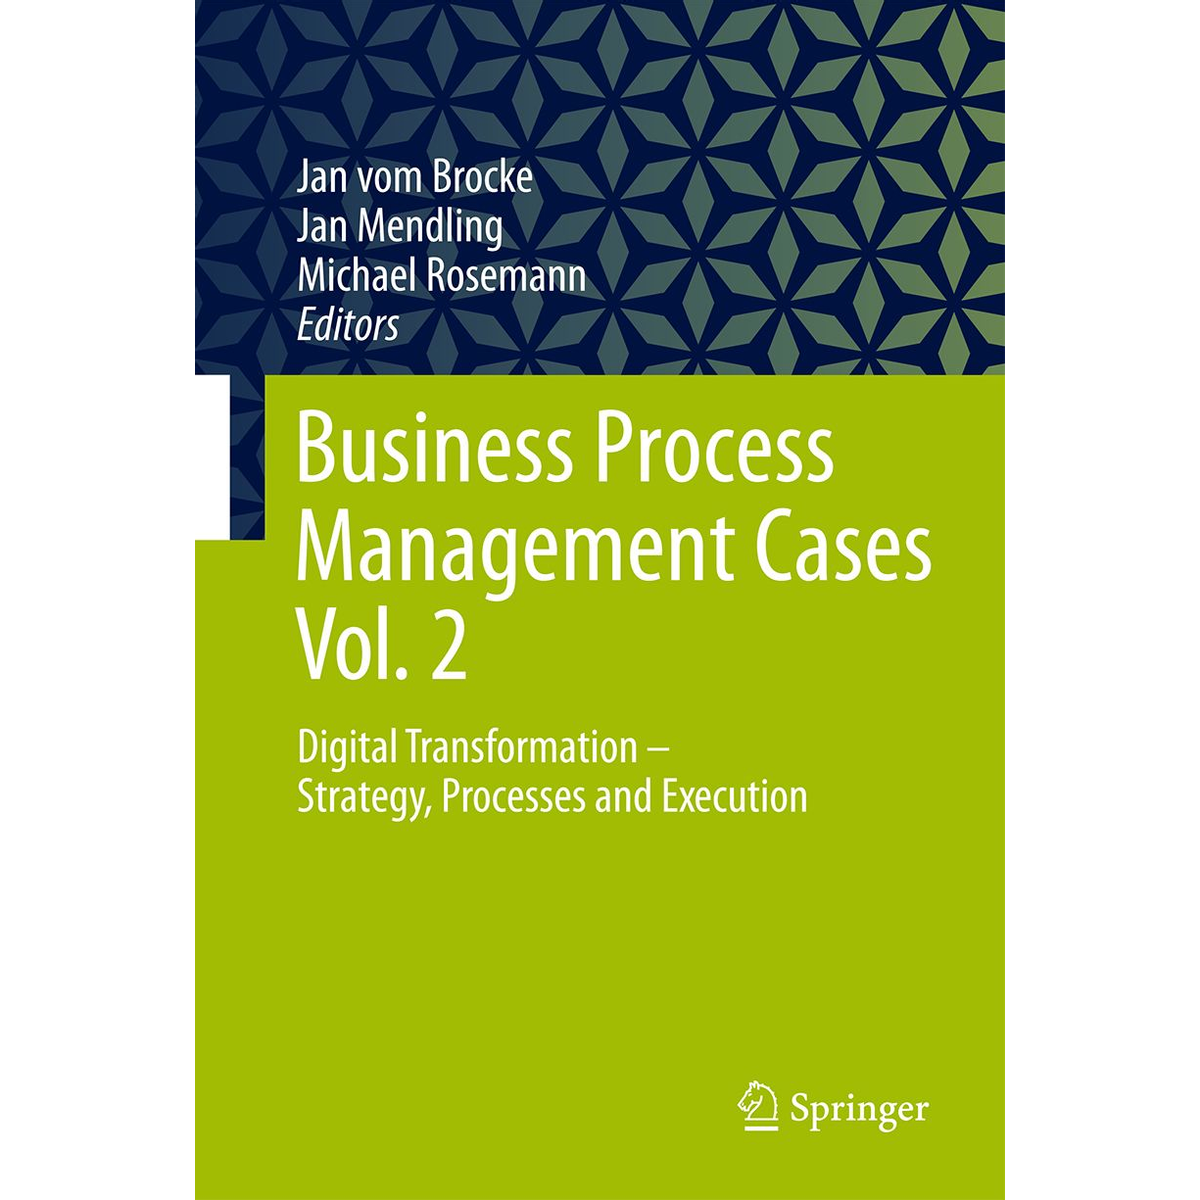 Jan vom Brocke
Jan Mendling
Michael Rosemann
Editors
Business Process
Management Cases
Vol. 2
Digital Transformation –
Strategy, Processes and Execution
Springer